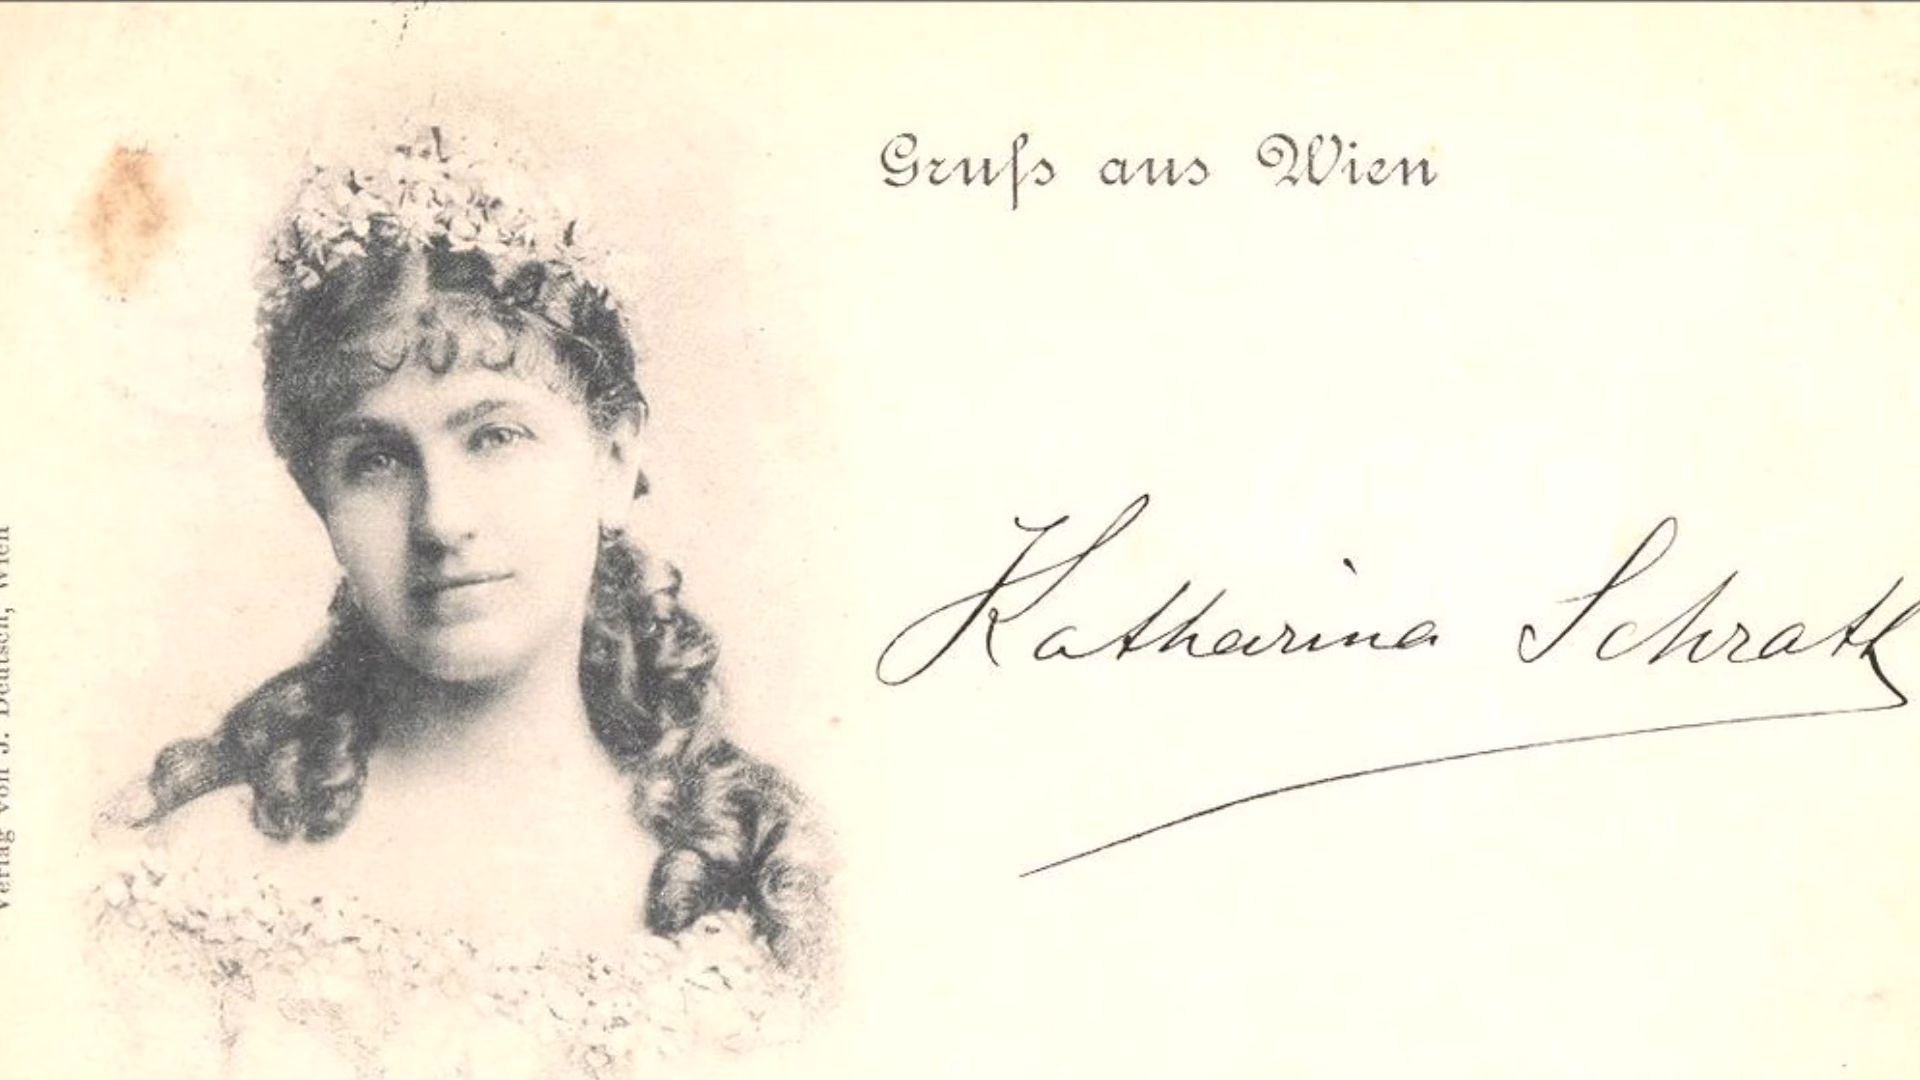 Gruſs aus Wien
Katharina Schratt
Verlag von J. Deutsch, Wien